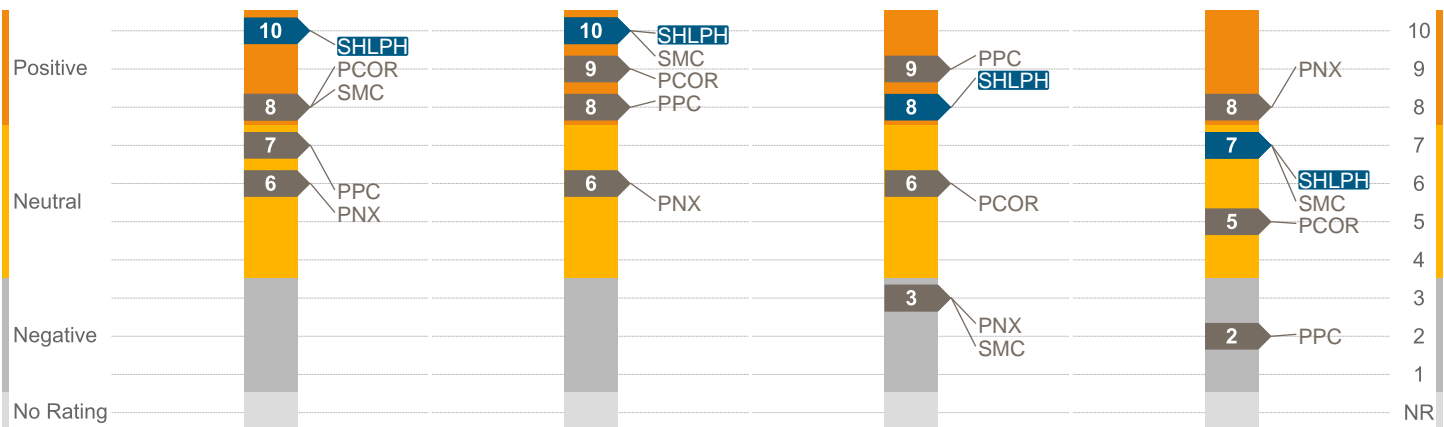 Positive
Neutral
Negative
No Rating
10
SHLPH
PCOR
SMC
8
7
6
PPC
PNX
10
SHLPH
SMC
9
PCOR
8
PPC
6
PNX
9
PPC
SHLPH
8
6
PCOR
3
PNX
SMC
PNX
8
7
SHLPH
SMC
5
PCOR
2
PPC
10
9
8
7
6
5
4
3
2
1
NR